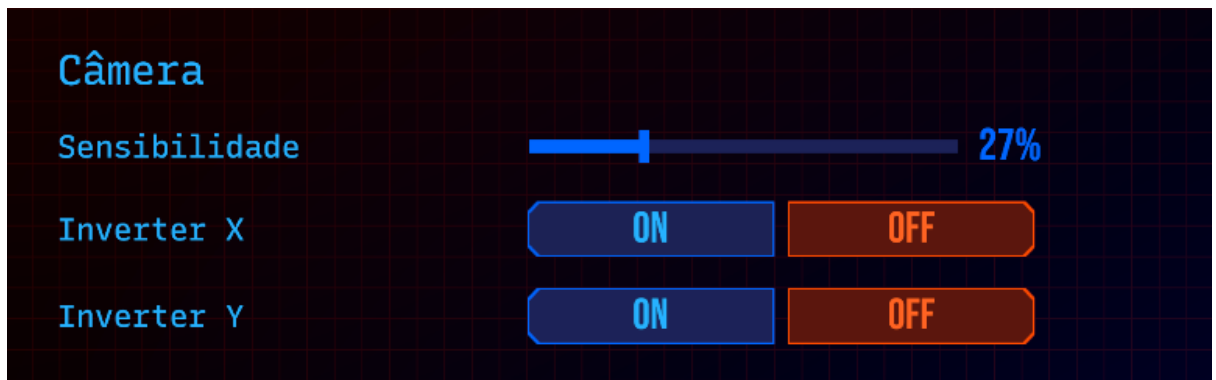 Câmera
Sensibilidade 27%
Inverter X ON OFF
Inverter Y ON OFF